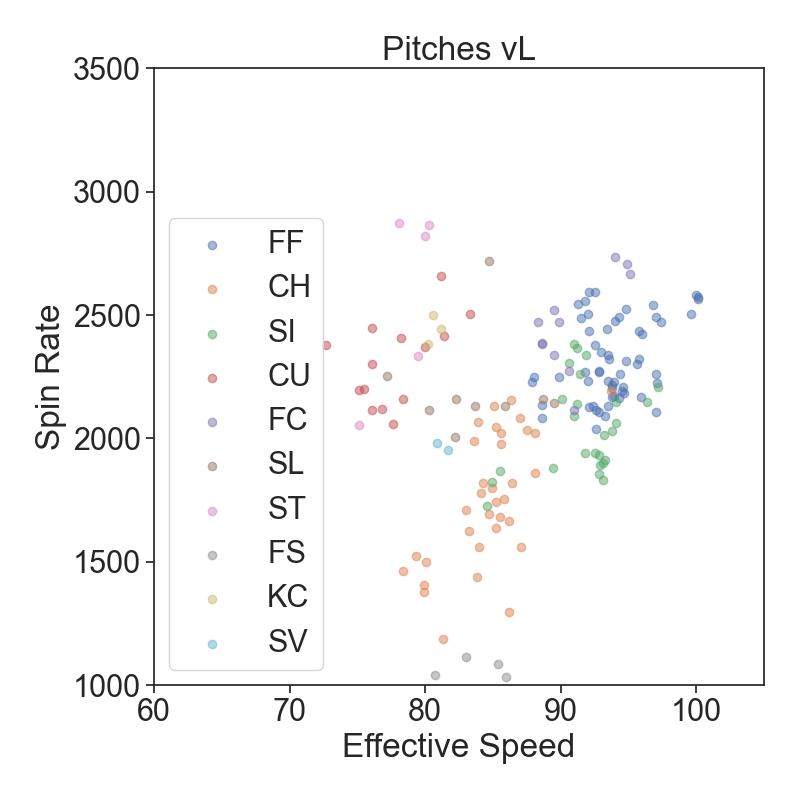 Pitches vL
3500
3000
2500
2000
1500
1000
Spin Rate
FF
CH
SI
CU
FC
SL
ST
FS
KC
SV
60 70 80 90 100
Effective Speed